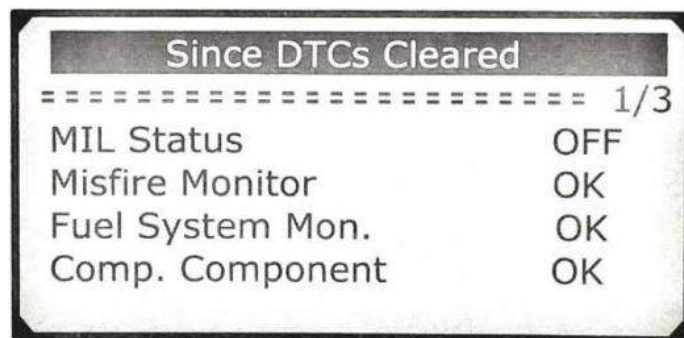 Since DTCs Cleared
========================= 1/3
MIL Status OFF
Misfire Monitor OK
Fuel System Mon. OK
Comp. Component OK